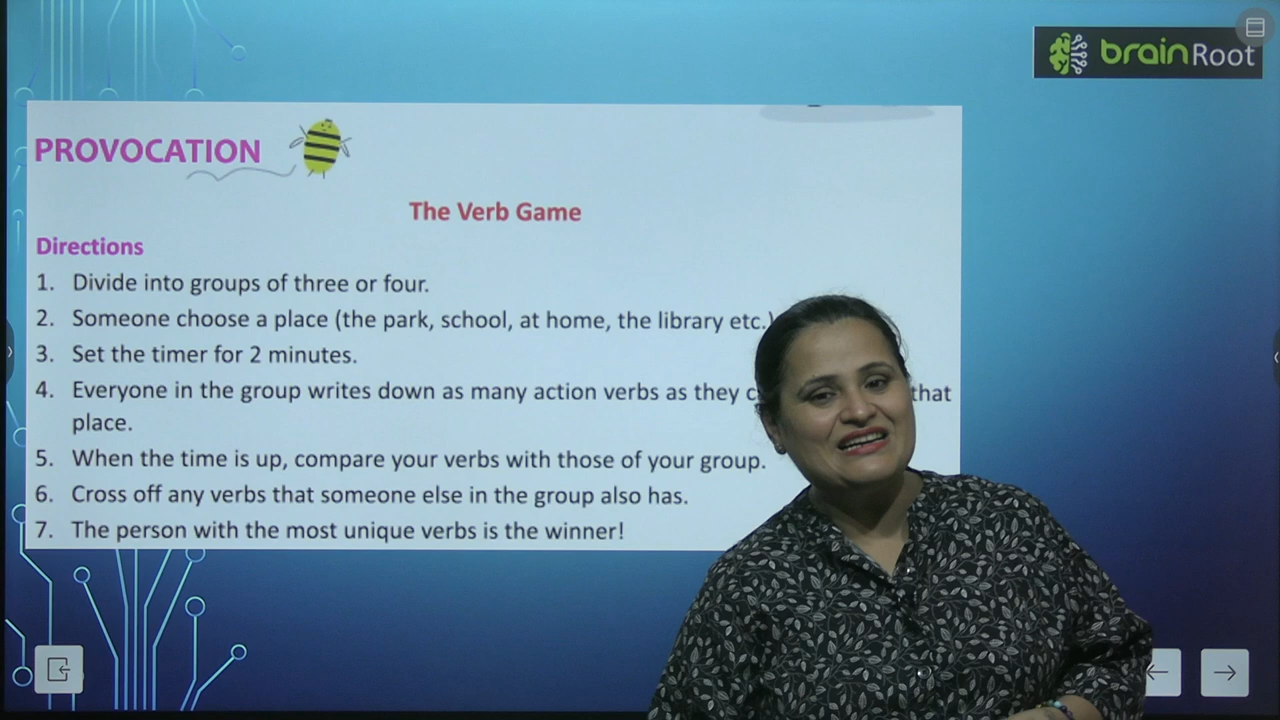 brainRoot
PROVOCATION
The Verb Game
Directions
1. Divide into groups of three or four.
2. Someone choose a place (the park, school, at home, the library etc.)
3. Set the timer for 2 minutes.
4. Everyone in the group writes down as many action verbs as they that
place.
5. When the time is up, compare your verbs with those of your group.
6. Cross off any verbs that someone else in the group also has.
7. The person with the most unique verbs is the winner!